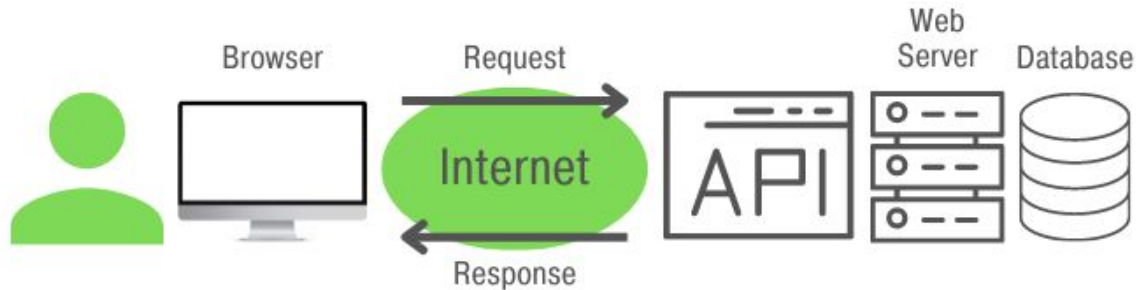 Browser
Request
Web
Server
Database
Internet
API
Response